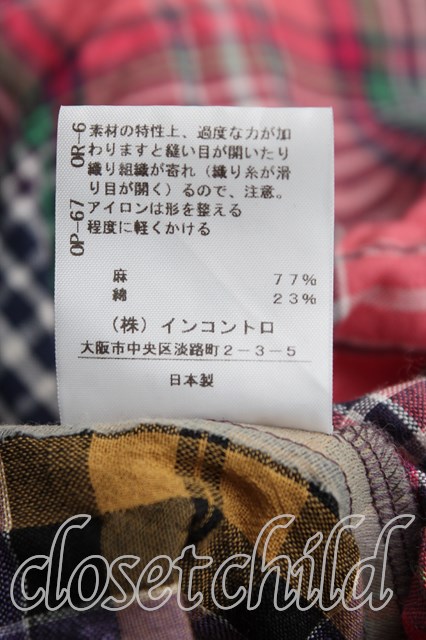 OR-6
素材の特性上、過度な力が加
わりますと縫い目が開いたり
織り組織が寄れ（織り糸が滑
り目が開く）るので、注意。
OP-67
アイロンは形を整える
程度に軽くかける
麻 77%
綿 23%
（株）インコントロ
大阪市中央区淡路町2-3-5
日本製
closetchild